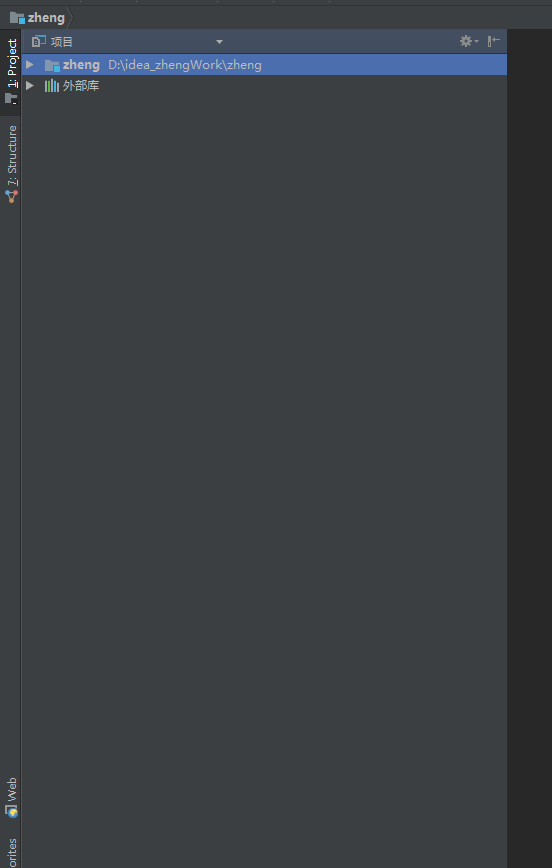 zheng
项目
zheng D:\idea_zhengWork\zheng
外部库
1: Project
7: Structure
Web
orites